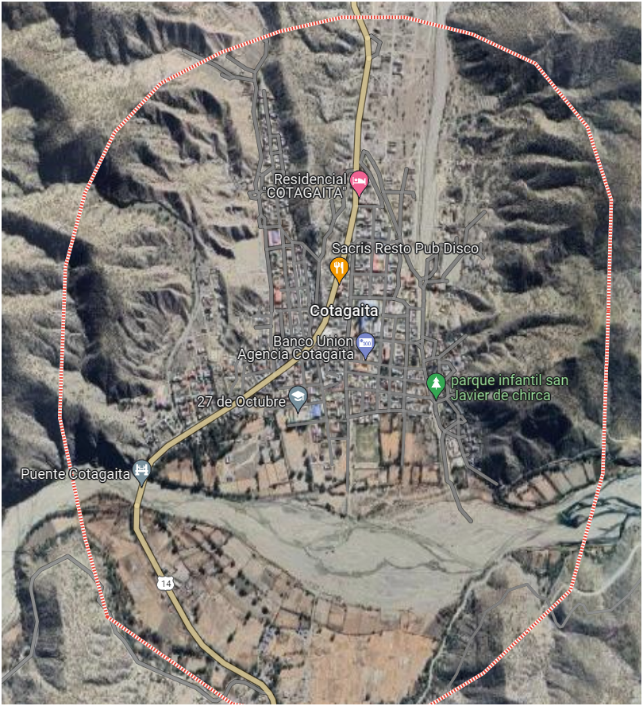 Residencial
"COTAGAITA"
Sacris Resto Pub Disco
Cotagaita
Banco Union
Agencia Cotagaita
parque infantil san
Javier de chirca
27 de Octubre
Puente Cotagaita
14